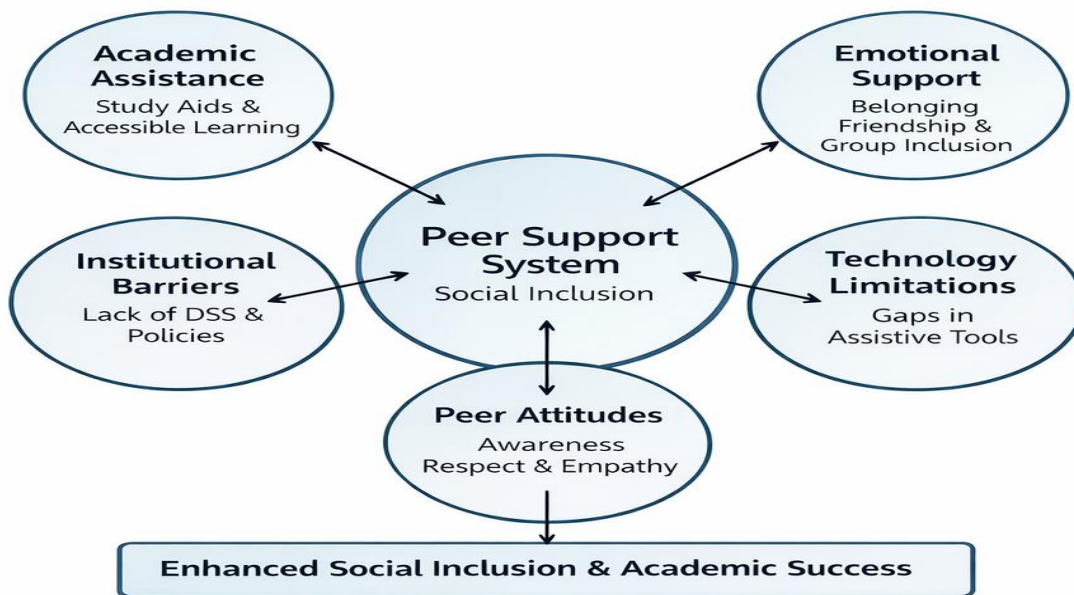 Academic
Assistance
Study Aids &
Accessible Learning
Emotional
Support
Belonging
Friendship &
Group Inclusion
Peer Support
System
Social Inclusion
Institutional
Barriers
Lack of DSS &
Policies
Technology
Limitations
Gaps in
Assistive Tools
Peer Attitudes
Awareness
Respect & Empathy
Enhanced Social Inclusion & Academic Success